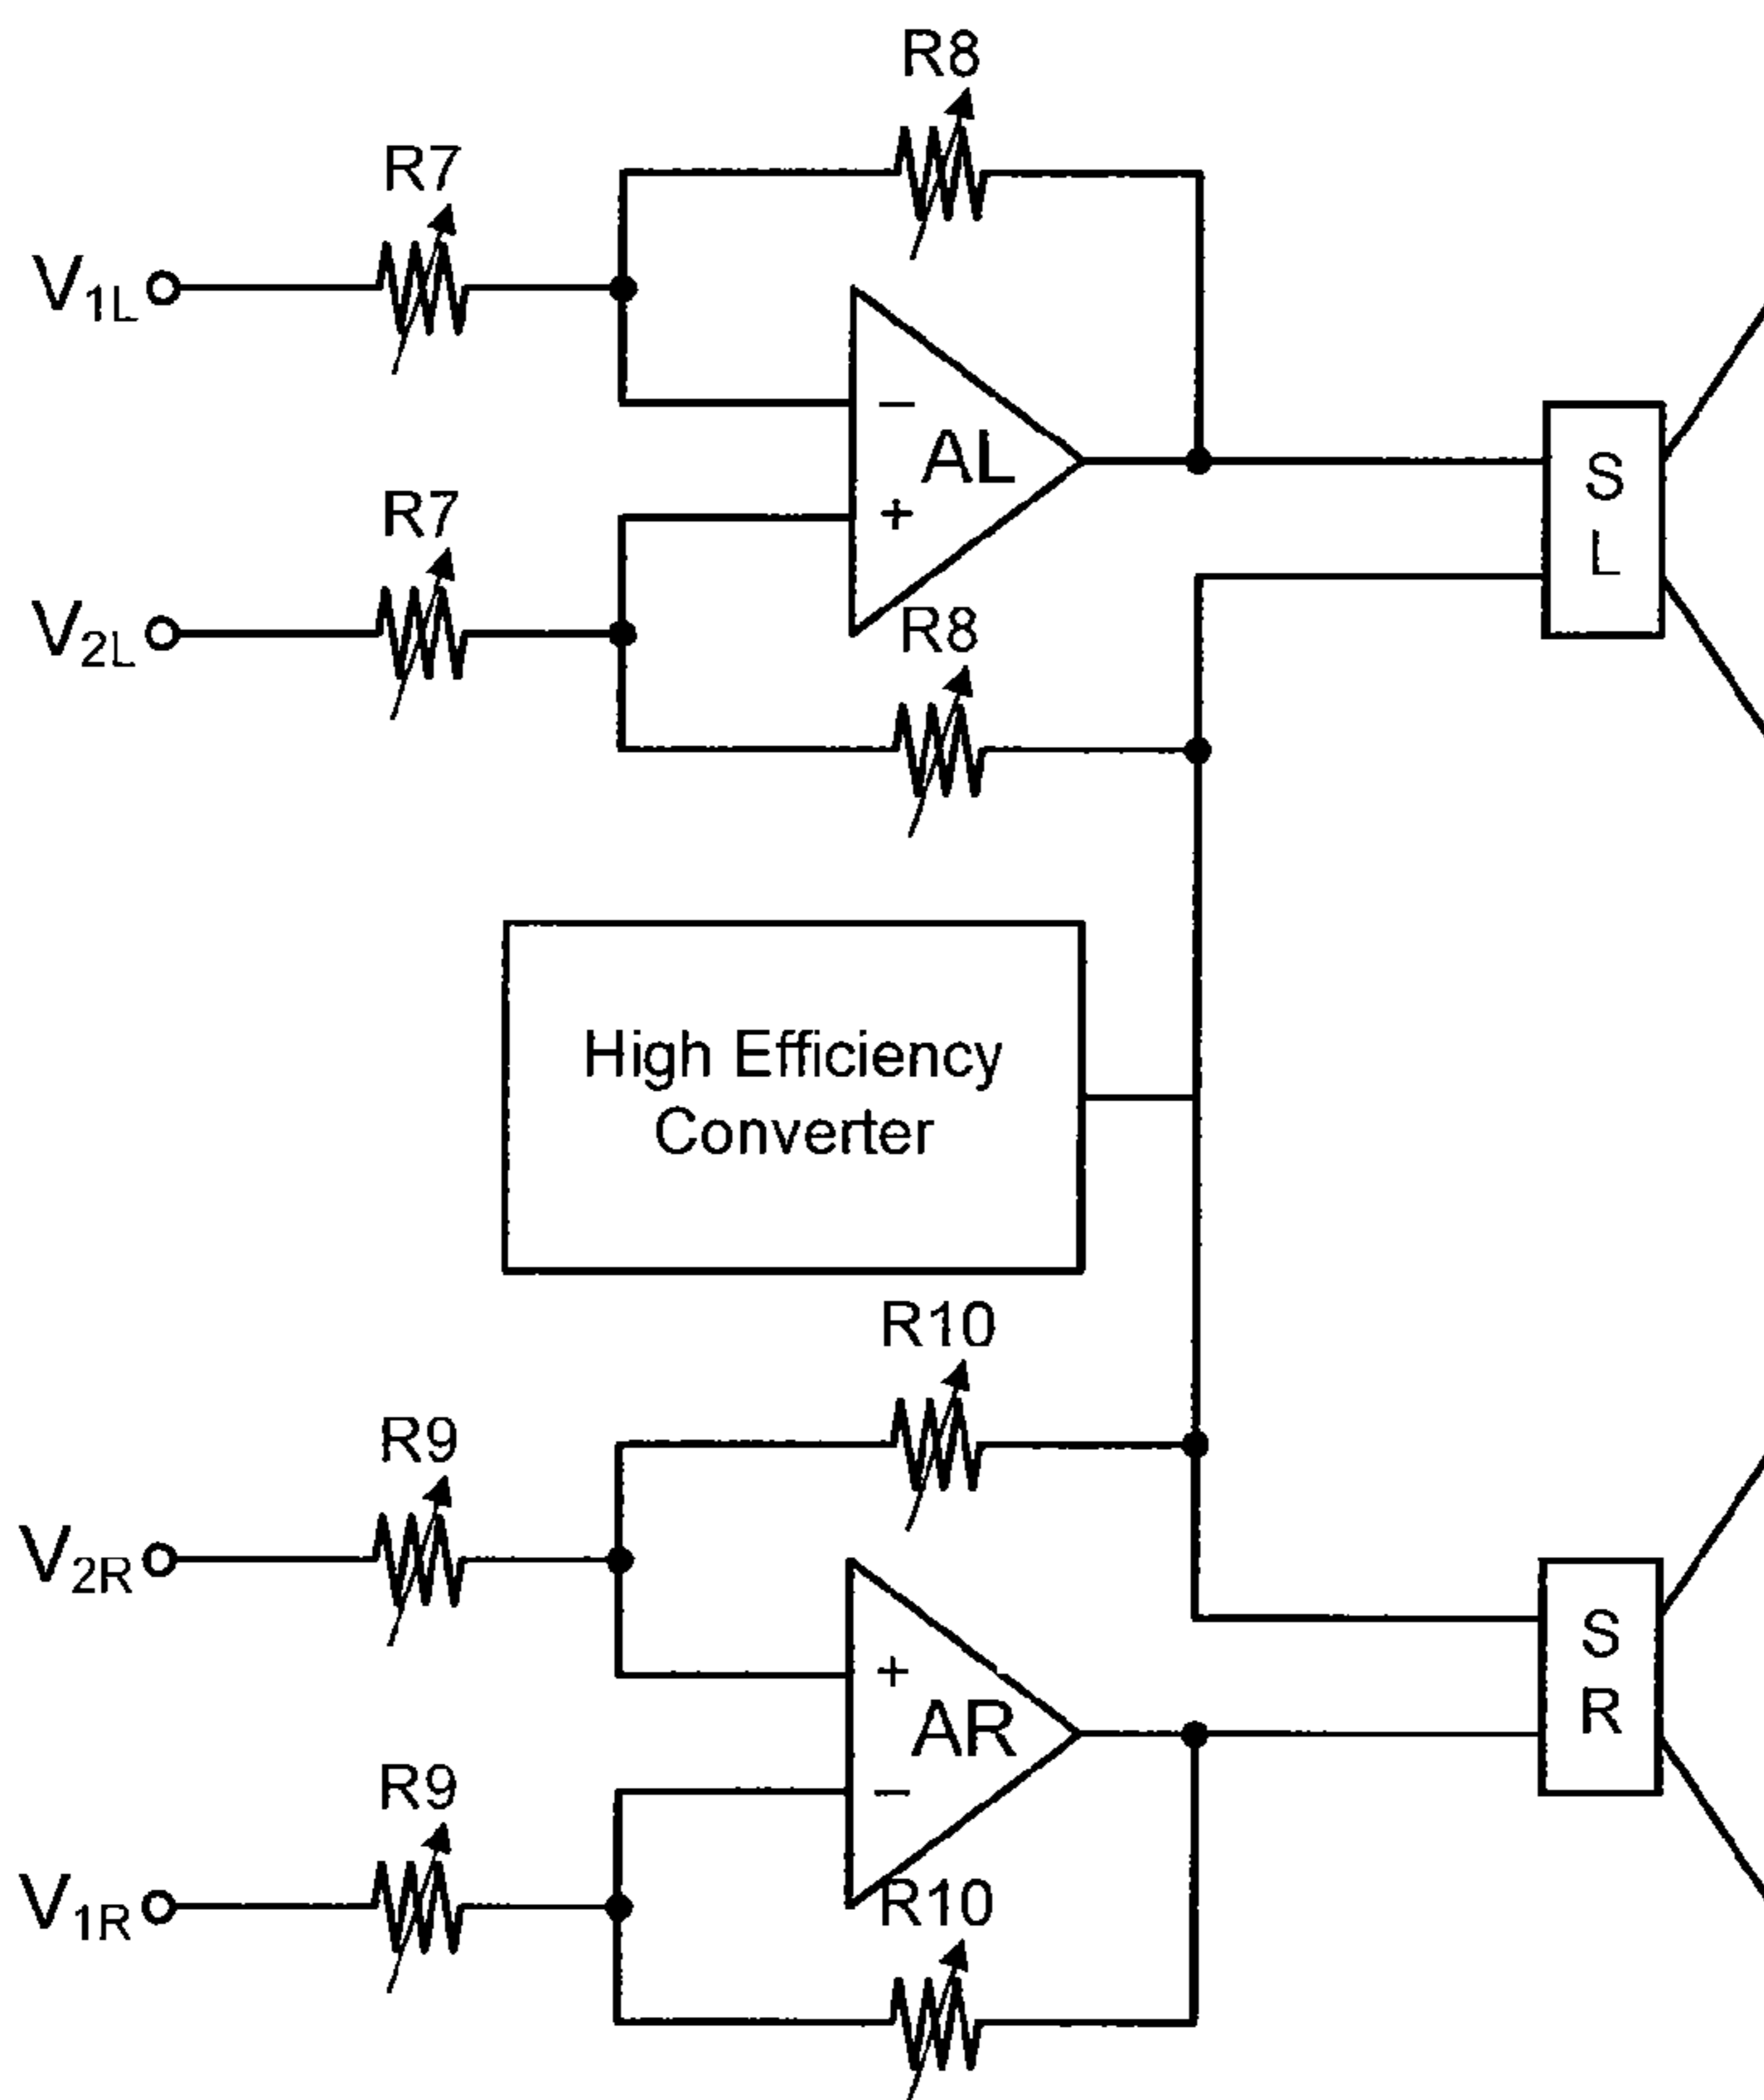 R8
R7
V1L
−
AL
S
L
+
R7
R8
V2L
High Efficiency
Converter
R10
R9
V2R
+
S
R
AR
−
R9
R10
V1R